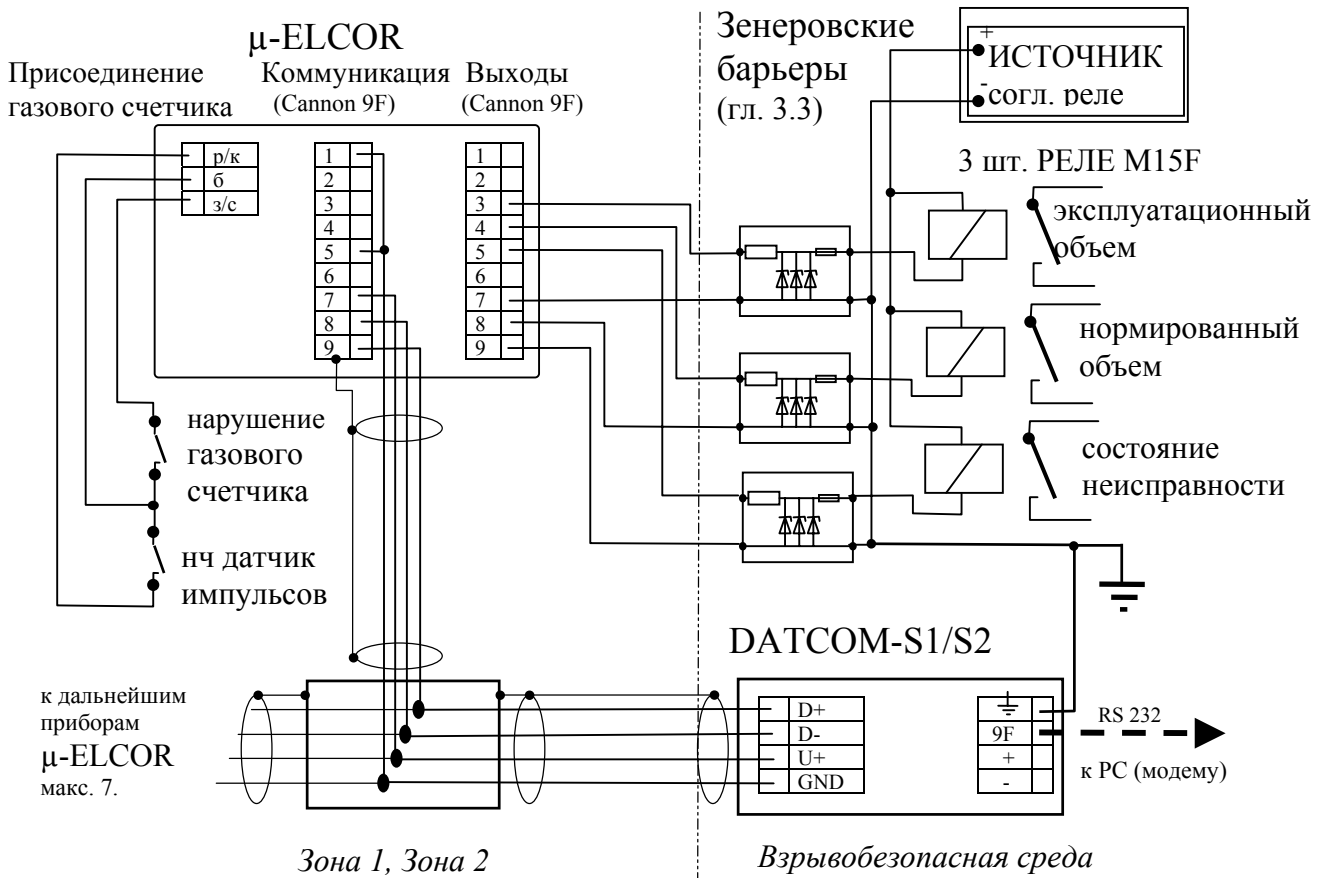 µ-ELCOR
Присоединение
газового счетчика
Коммуникация
(Cannon 9F)
Выходы
(Cannon 9F)
р/к
б
з/с
1
2
3
4
5
6
7
8
9
1
2
3
4
5
6
7
8
9
Зенеровские
барьеры
(гл. 3.3)
+
ИСТОЧНИК
-
согл. реле
3 шт. РЕЛЕ M15F
эксплуатационный
объем
нормированный
объем
состояние
неисправности
нарушение
газового
счетчика
нч датчик
импульсов
DATCOM-S1/S2
к дальнейшим
приборам
µ-ELCOR
макс. 7.
D+
D-
U+
GND
9F
+
-
RS 232
к PC (модему)
Зона 1, Зона 2
Взрывобезопасная среда